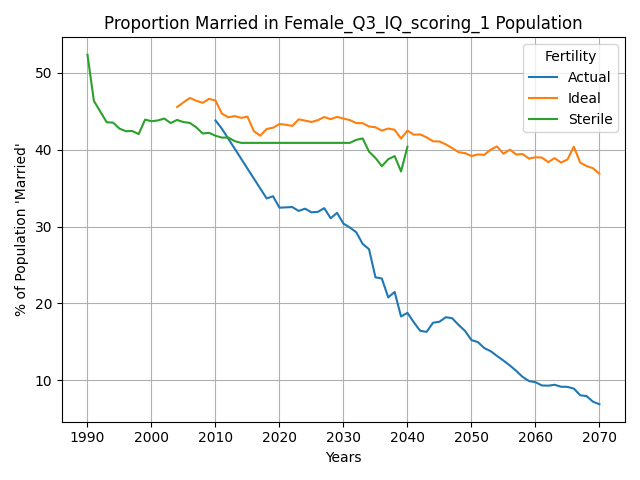 Proportion Married in Female_Q3_IQ_scoring_1 Population
Fertility
Actual
Ideal
Sterile
% of Population 'Married'
50
40
30
20
10
1990 2000 2010 2020 2030 2040 2050 2060 2070
Years